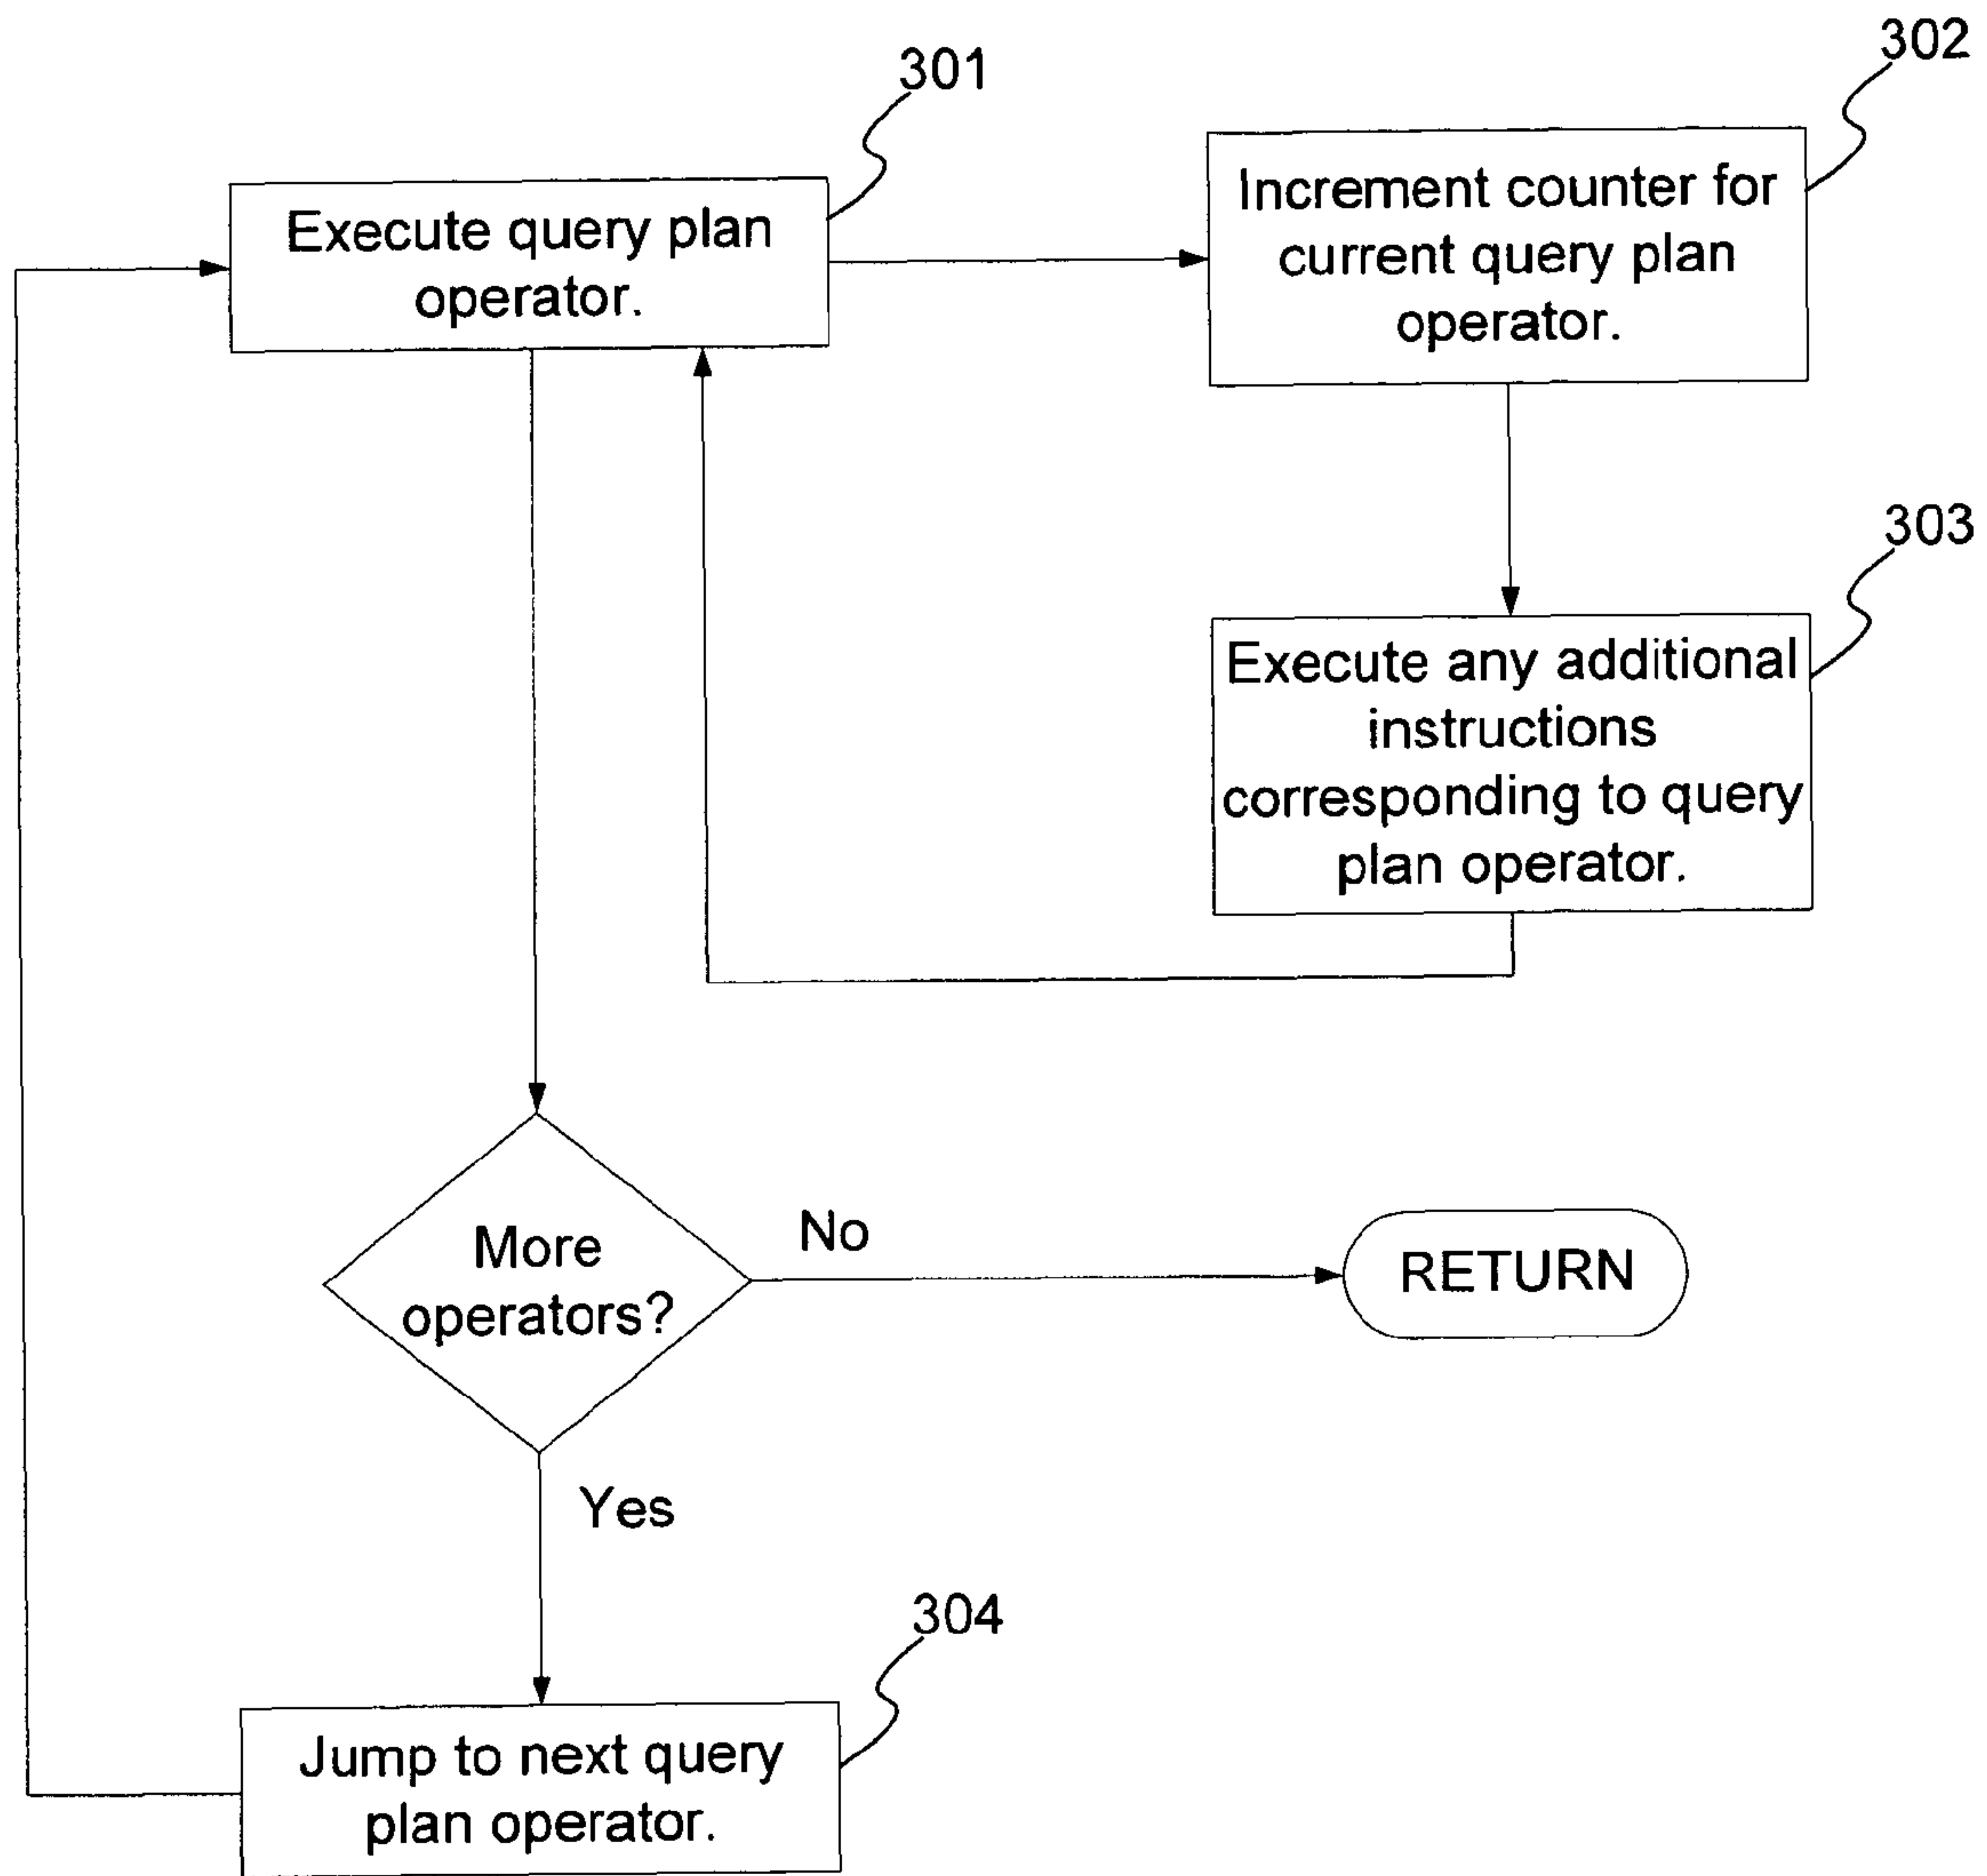 301
302
Execute query plan
operator.
Increment counter for
current query plan
operator.
303
Execute any additional
instructions
corresponding to query
plan operator.
More
operators?
No
RETURN
Yes
304
Jump to next query
plan operator.